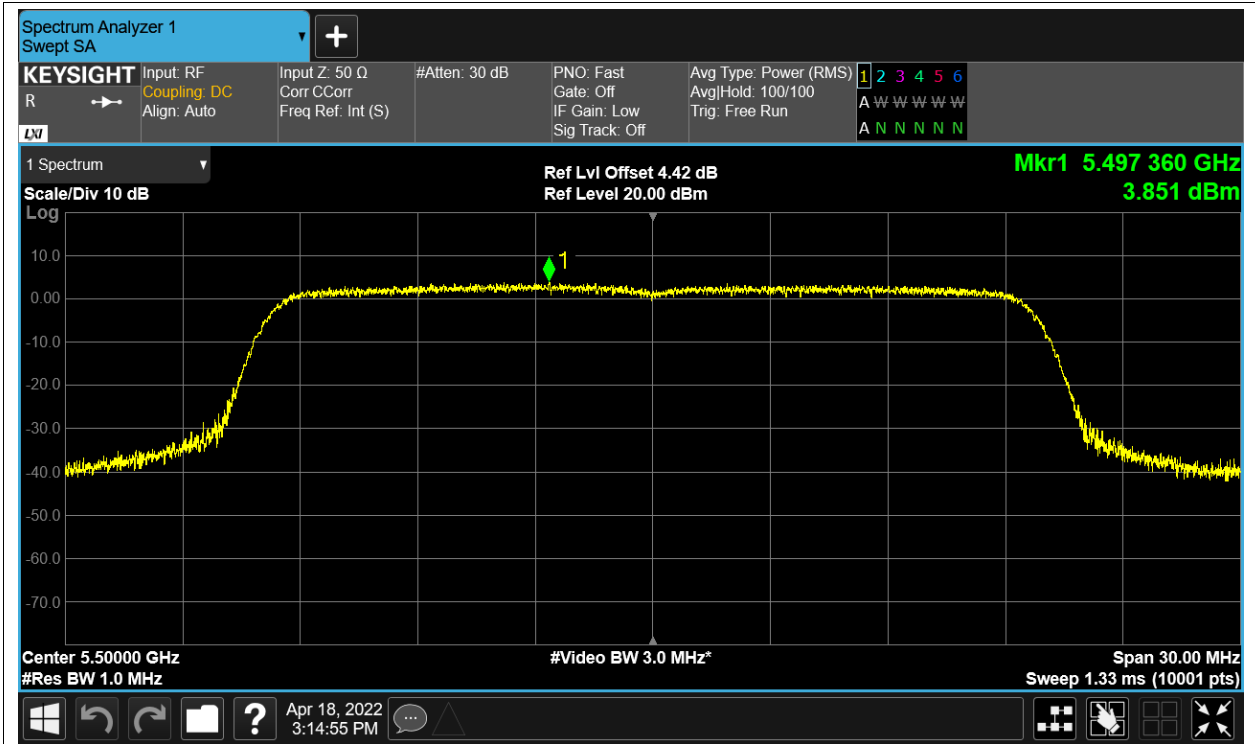 Spectrum Analyzer 1
Swept SA
KEYSIGHT
R
LXI
Input: RF
Coupling: DC
Align: Auto
Input Z: 50 Ω
Corr CCorr
Freq Ref: Int (S)
#Atten: 30 dB
PNO: Fast
Gate: Off
IF Gain: Low
Sig Track: Off
Avg Type: Power (RMS)
Avg|Hold: 100/100
Trig: Free Run
1 2 3 4 5 6
A W W W W W
A N N N N N
1 Spectrum
Scale/Div 10 dB
Log
Ref Lvl Offset 4.42 dB
Ref Level 20.00 dBm
Mkr1 5.497 360 GHz
3.851 dBm
1
10.0
0.00
-10.0
-20.0
-30.0
-40.0
-50.0
-60.0
-70.0
Center 5.50000 GHz
#Res BW 1.0 MHz
#Video BW 3.0 MHz*
Span 30.00 MHz
Sweep 1.33 ms (10001 pts)
?
Apr 18, 2022
3:14:55 PM